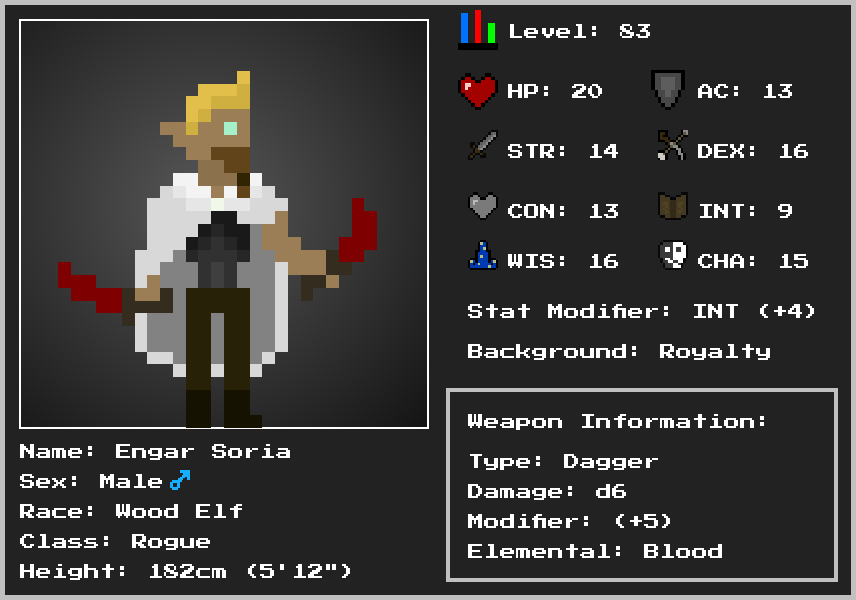 Level: 83
HP: 20 AC: 13
STR: 14 DEX: 16
CON: 13 INT: 9
WIS: 16 CHA: 15
Stat Modifier: INT (+4)
Background: Royalty
Weapon Information:
Type: Dagger
Damage: d6
Modifier: (+5)
Elemental: Blood
Name: Engar Soria
Sex: Male♂
Race: Wood Elf
Class: Rogue
Height: 182cm (5'12")